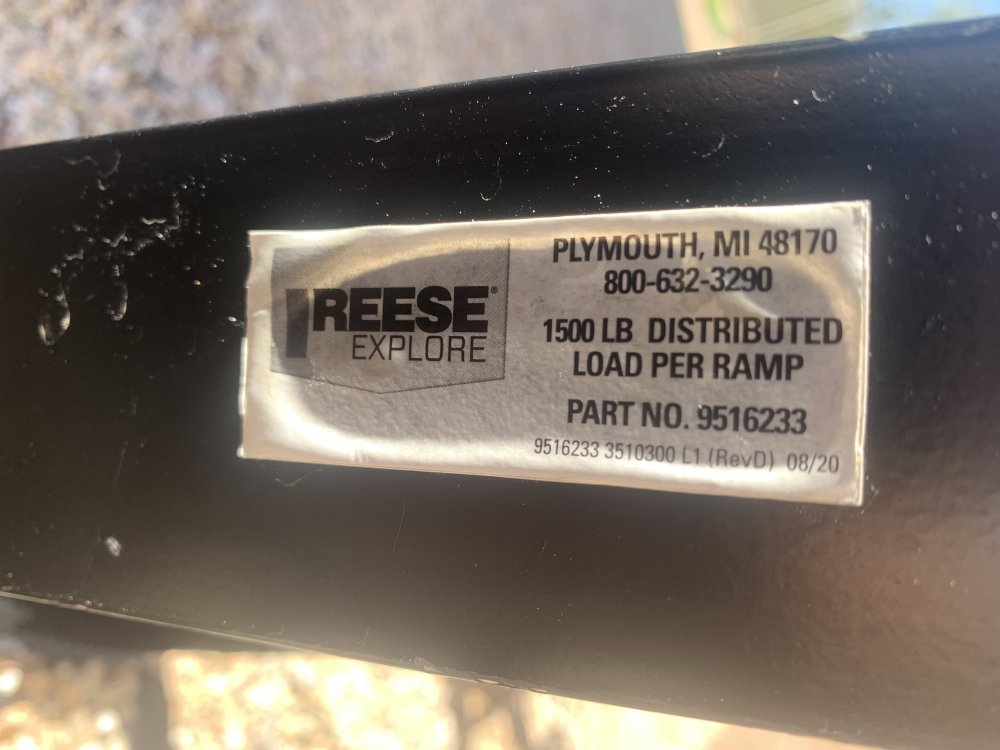 REESE®
EXPLORE
PLYMOUTH, MI 48170
800-632-3290
1500 LB DISTRIBUTED
LOAD PER RAMP
PART NO. 9516233
9516233 3510300 L1 (RevD) 08/20